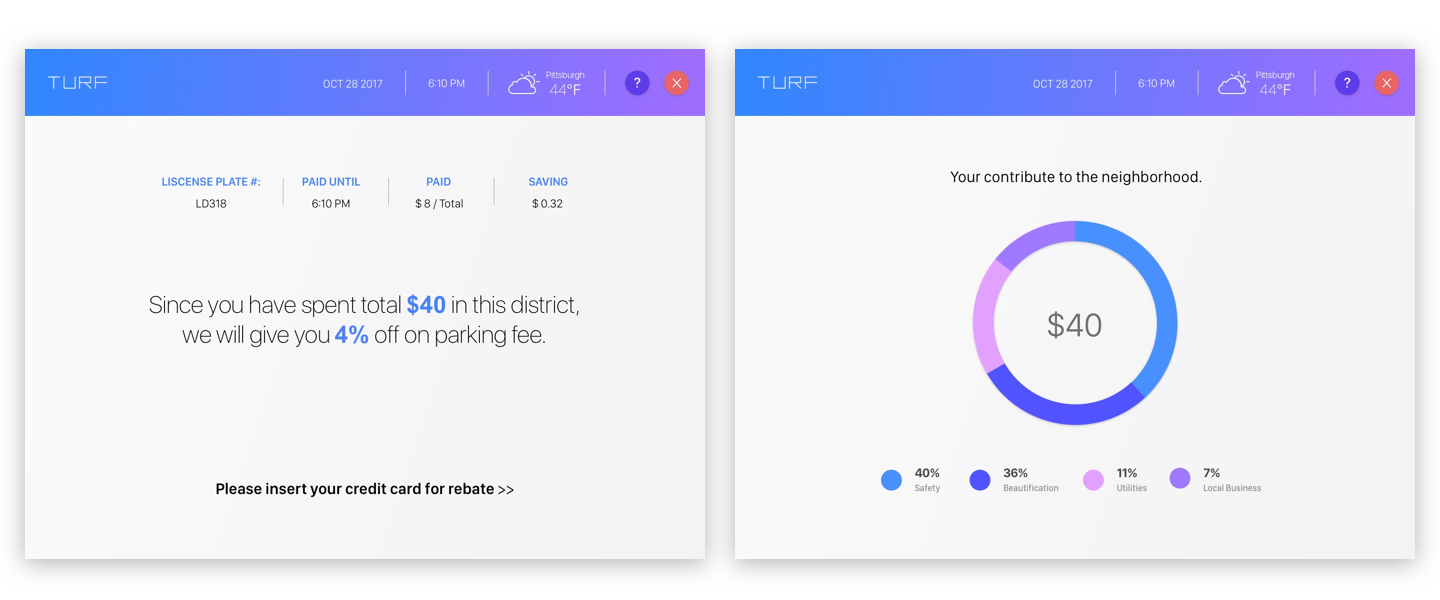 TURF
OCT 28 2017
6:10 PM
Pittsburgh
44°F
?
LISCENSE PLATE #:
PAID UNTIL
PAID
SAVING
LD318
6:10 PM
$ 8 / Total
$ 0.32
Since you have spent total $40 in this district,
we will give you 4% off on parking fee.
Please insert your credit card for rebate >>
TURF
OCT 28 2017
6:10 PM
Pittsburgh
44°F
?
Your contribute to the neighborhood.
$40
40%
Safety
36%
Beautification
11%
Utilities
7%
Local Business